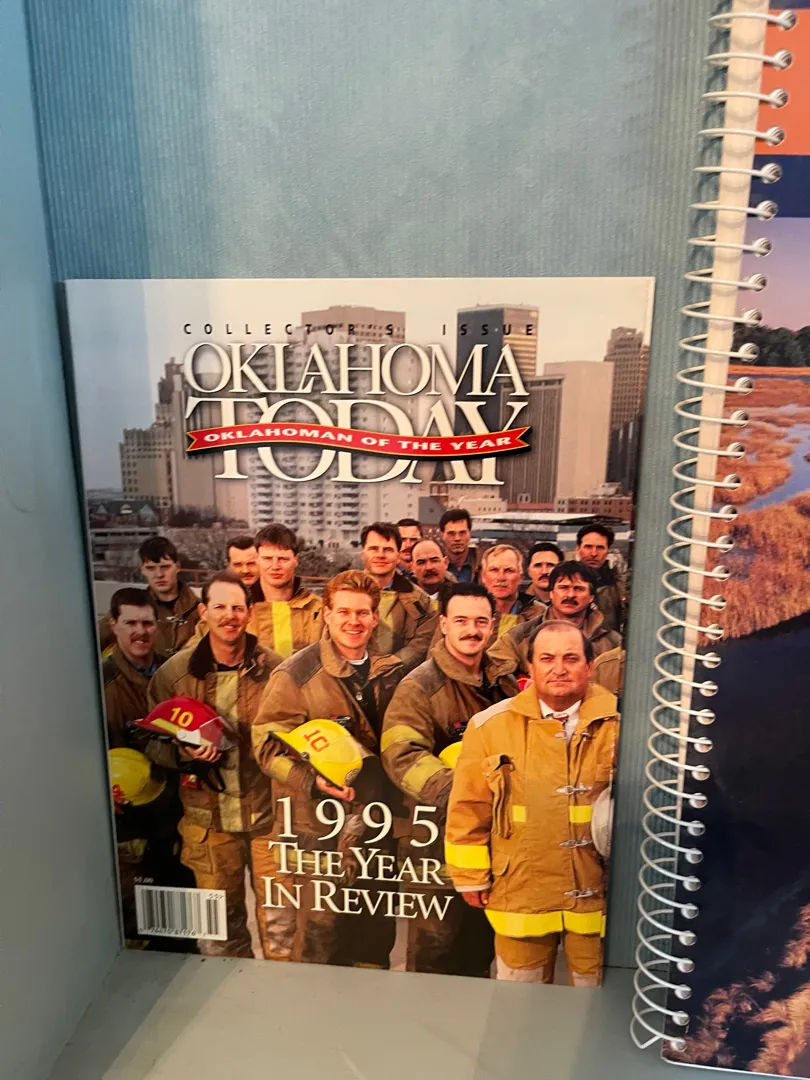 COLLECTOR'S ISSUE
OKLAHOMA
TODAY
OKLAHOMAN OF THE YEAR
10
10
1995
THE YEAR
IN REVIEW